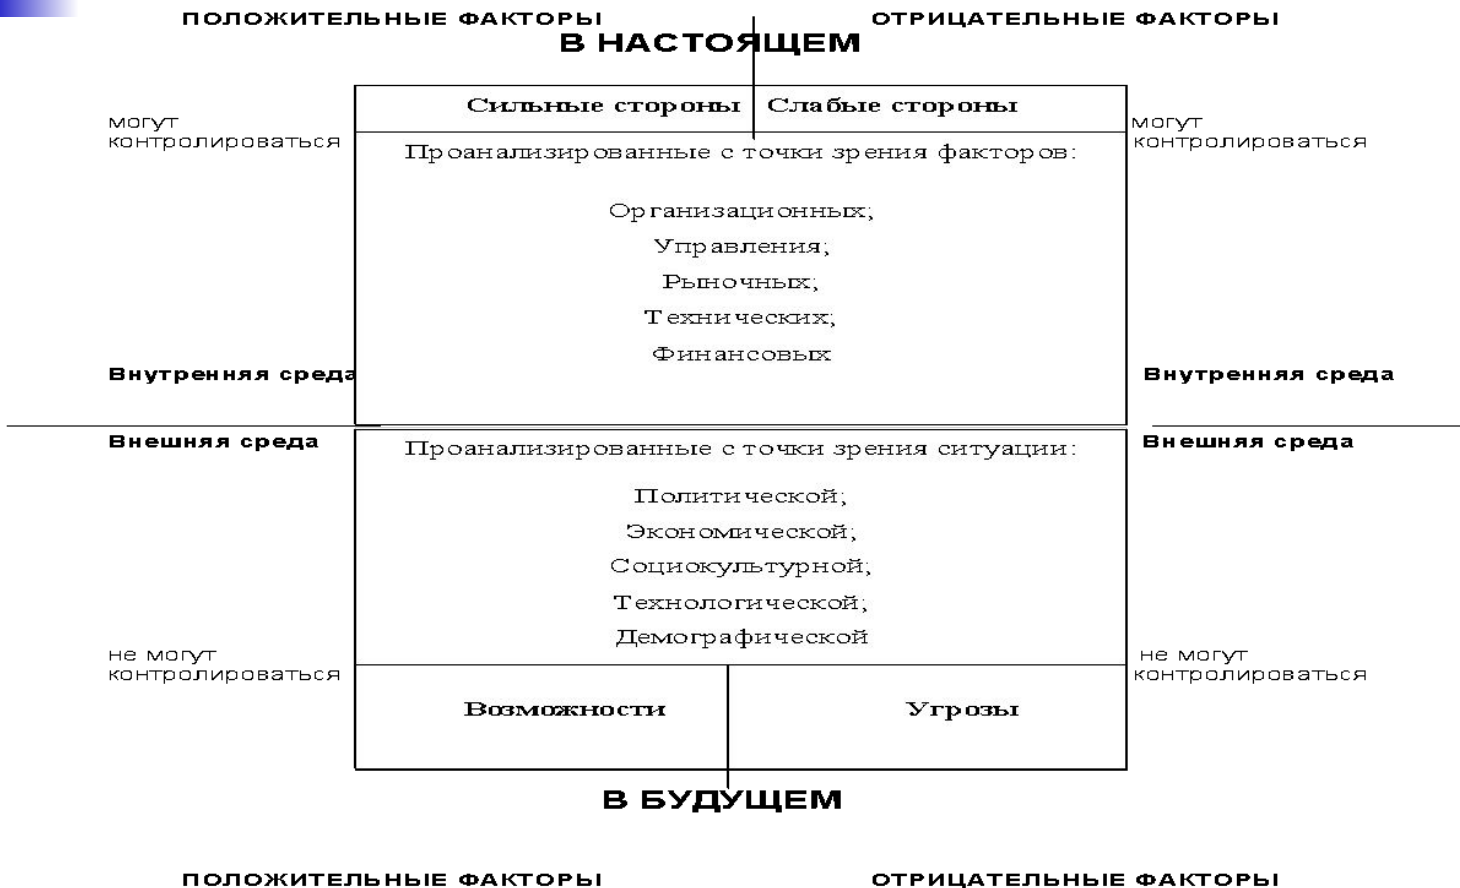 ПОЛОЖИТЕЛЬНЫЕ ФАКТОРЫ
ОТРИЦАТЕЛЬНЫЕ ФАКТОРЫ
В НАСТОЯЩЕМ
Сильные стороны
Слабые стороны
могут
контролироваться
могут
контролироваться
Проанализированные с точки зрения факторов:
Организационных;
Управления;
Рыночных;
Технических;
Финансовых
Внутренняя среда
Внутренняя среда
Внешняя среда
Внешняя среда
Проанализированные с точки зрения ситуации:
Политической;
Экономической;
Социокультурной;
Технологической;
Демографической
не могут
контролироваться
не могут
контролироваться
Возможности
Угрозы
В БУДУЩЕМ
ПОЛОЖИТЕЛЬНЫЕ ФАКТОРЫ
ОТРИЦАТЕЛЬНЫЕ ФАКТОРЫ